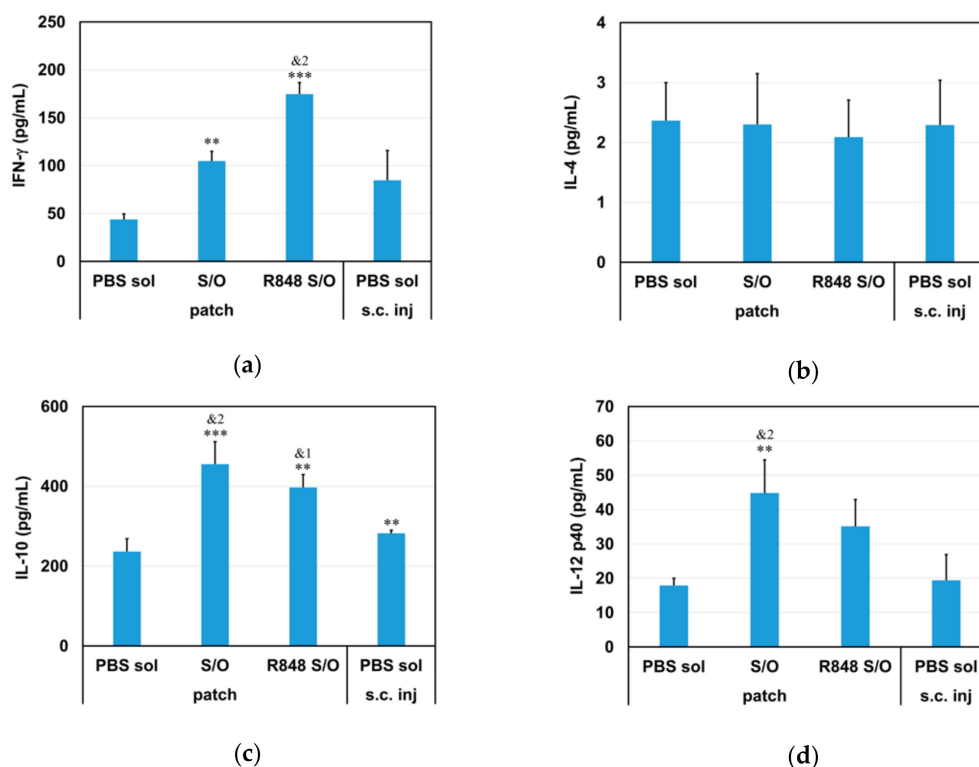 250
200
150
100
50
0
IFN-γ (pg/mL)
&2
***
**
PBS sol S/O R848 S/O PBS sol
patch s.c. inj
(a)
4
3
2
1
0
IL-4 (pg/mL)
PBS sol S/O R848 S/O PBS sol
patch s.c. inj
(b)
600
400
200
0
IL-10 (pg/mL)
&2
***
&1
**
**
PBS sol S/O R848 S/O PBS sol
patch s.c. inj
(c)
70
60
50
40
30
20
10
0
IL-12 p40 (pg/mL)
&2
**
PBS sol S/O R848 S/O PBS sol
patch s.c. inj
(d)